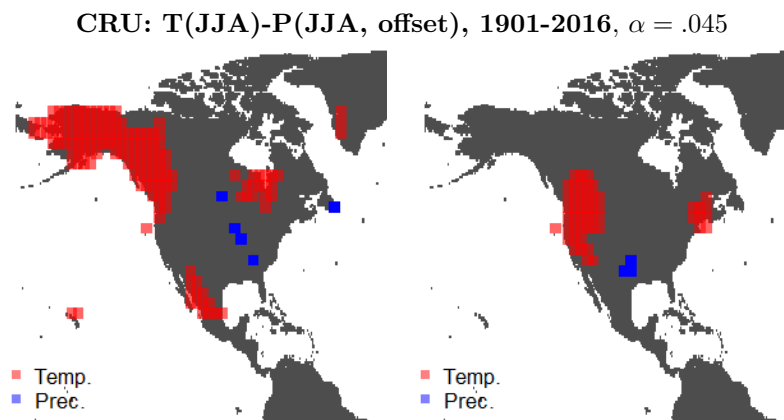 CRU: T(JJA)-P(JJA, offset), 1901-2016, α = .045
Temp.
Prec.
Temp.
Prec.